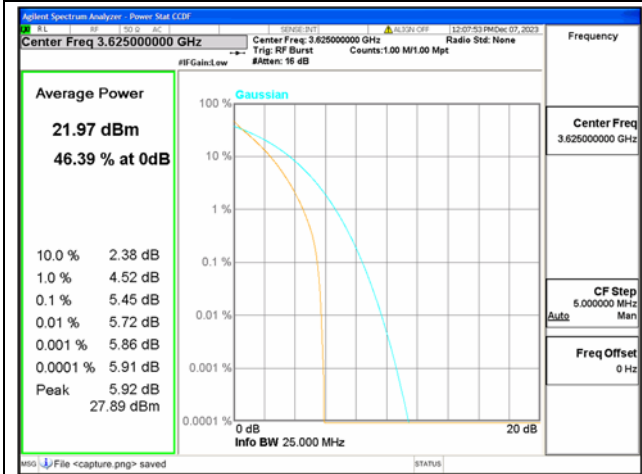 Agilent Spectrum Analyzer - Power Stat CCDF
RL RF 50 Ω AC SENSE:INT ALIGN OFF 12:07:53 PM Dec 07, 2023
Center Freq 3.625000000 GHz
Center Freq: 3.625000000 GHz Radio Std: None
Trig: RF Burst Counts:1.00 M/1.00 Mpt
#IFGain:Low #Atten: 16 dB
Frequency
Average Power
21.97 dBm
46.39 % at 0dB
10.0 % 2.38 dB
1.0 % 4.52 dB
0.1 % 5.45 dB
0.01 % 5.72 dB
0.001 % 5.86 dB
0.0001 % 5.91 dB
Peak 5.92 dB
27.89 dBm
Gaussian
100 %
10 %
1 %
0.1 %
0.01 %
0.001 %
0.0001 %
0 dB 20 dB
Info BW 25.000 MHz
Center Freq
3.625000000 GHz
CF Step
5.000000 MHz
Auto Man
Freq Offset
0 Hz
MSG File <capture.png> saved STATUS